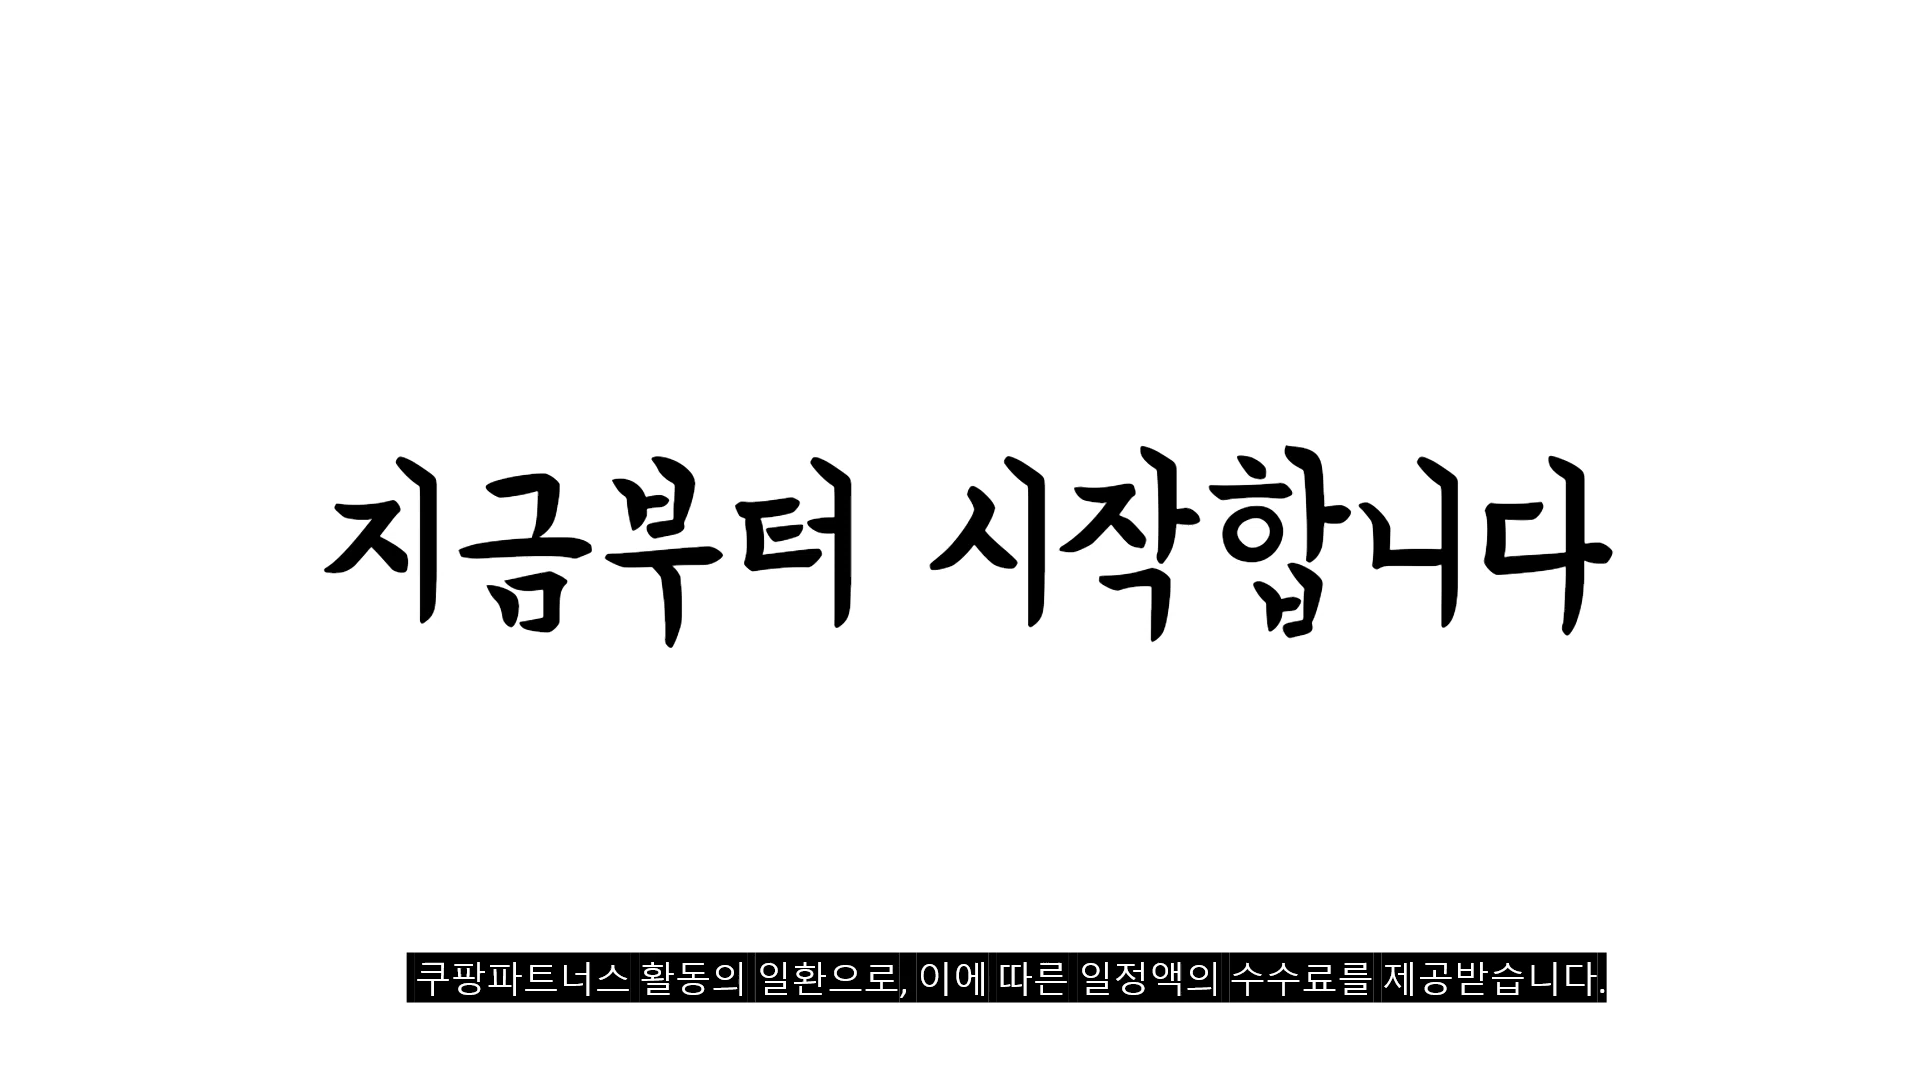 지금부터 시작합니다
쿠팡파트너스 활동의 일환으로, 이에 따른 일정액의 수수료를 제공받습니다.